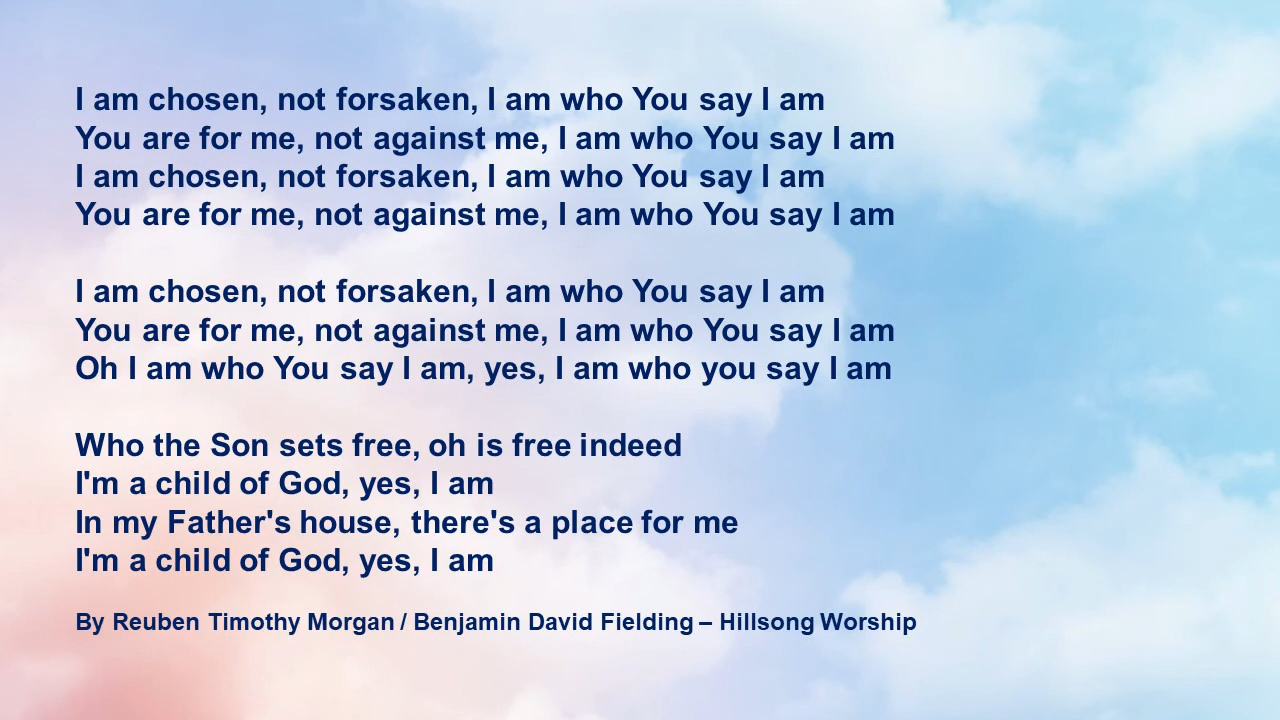 I am chosen, not forsaken, I am who You say I am
You are for me, not against me, I am who You say I am
I am chosen, not forsaken, I am who You say I am
You are for me, not against me, I am who You say I am
I am chosen, not forsaken, I am who You say I am
You are for me, not against me, I am who You say I am
Oh I am who You say I am, yes, I am who you say I am
Who the Son sets free, oh is free indeed
I'm a child of God, yes, I am
In my Father's house, there's a place for me
I'm a child of God, yes, I am
By Reuben Timothy Morgan / Benjamin David Fielding – Hillsong Worship